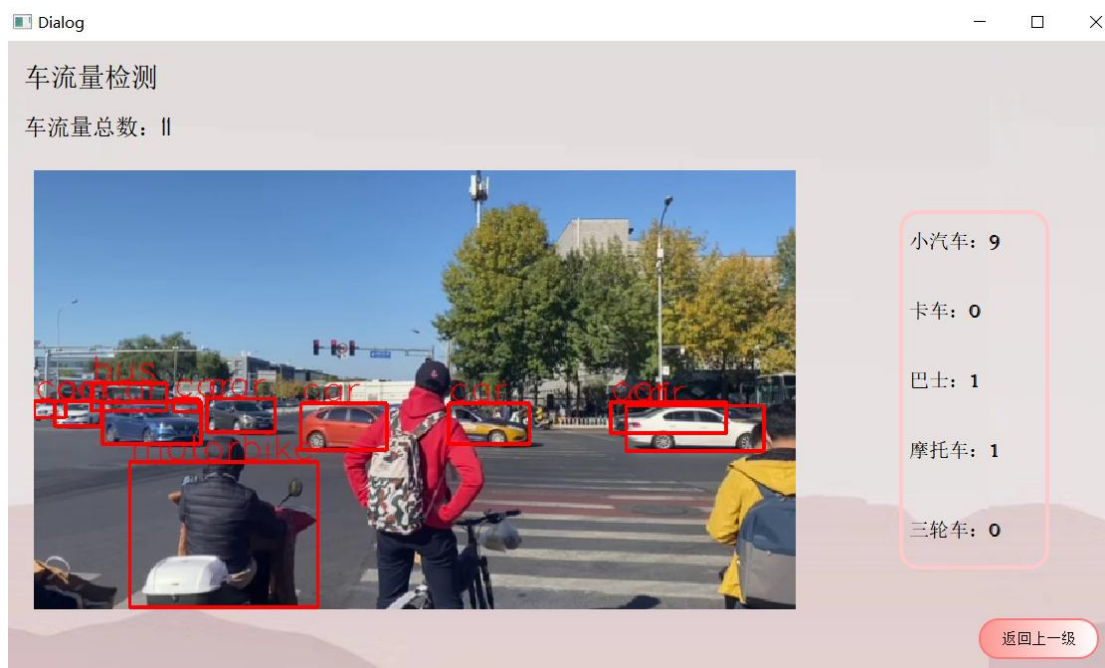 Dialog
车流量检测
车流量总数：11
小汽车：9
卡车：0
巴士：1
摩托车：1
三轮车：0
bus
car
car
car
motorbike
返回上一级